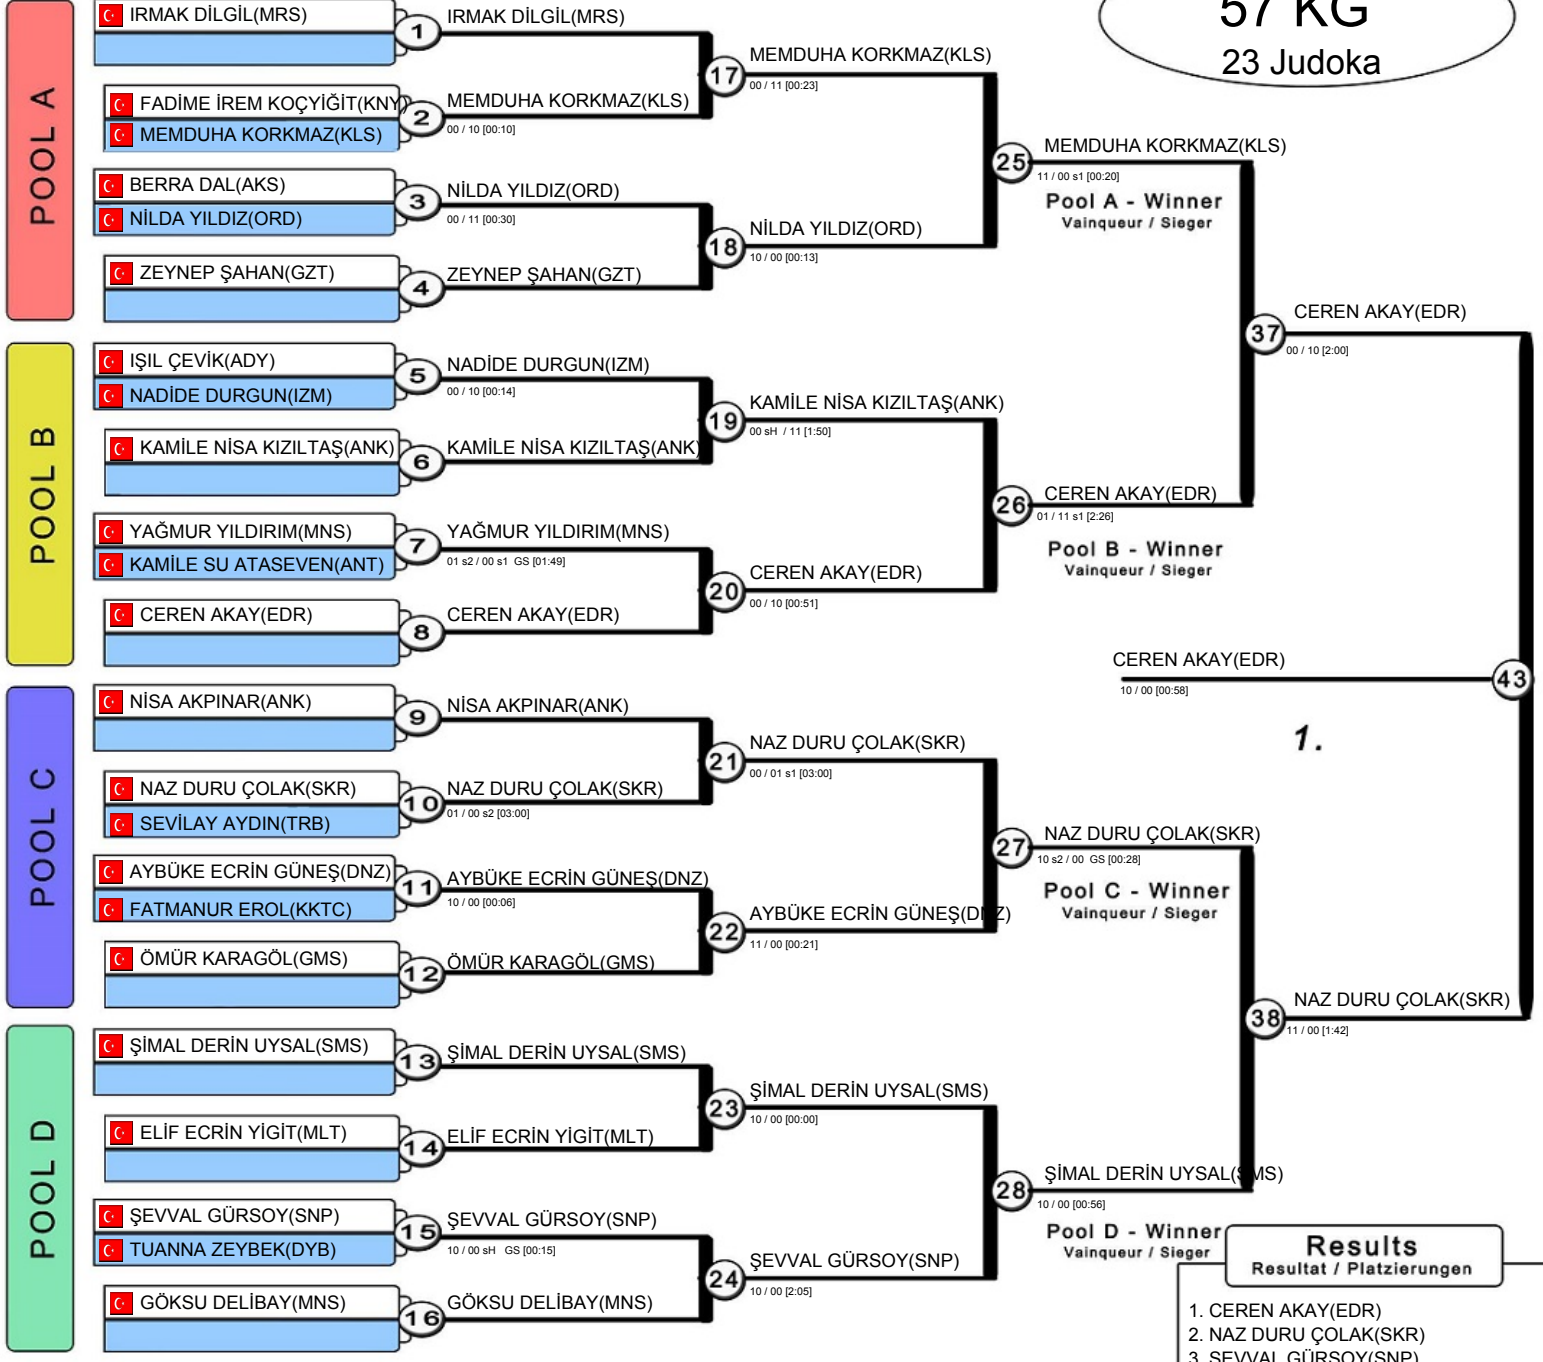 57 KG
23 Judoka
POOL A
IRMAK DİLGİL(MRS)
1
IRMAK DİLGİL(MRS)
FADİME İREM KOÇYİĞİT(KNY)
MEMDUHA KORKMAZ(KLS)
2
MEMDUHA KORKMAZ(KLS)
00 / 10 [00:10]
BERRA DAL(AKS)
NİLDA YILDIZ(ORD)
3
NİLDA YILDIZ(ORD)
00 / 11 [00:30]
ZEYNEP ŞAHAN(GZT)
4
ZEYNEP ŞAHAN(GZT)
17
MEMDUHA KORKMAZ(KLS)
00 / 11 [00:23]
18
NİLDA YILDIZ(ORD)
10 / 00 [00:13]
25
MEMDUHA KORKMAZ(KLS)
11 / 00 s1 [00:20]
Pool A - Winner
Vainqueur / Sieger
POOL B
IŞIL ÇEVİK(ADY)
NADİDE DURGUN(IZM)
5
NADİDE DURGUN(IZM)
00 / 10 [00:14]
KAMİLE NİSA KIZILTAŞ(ANK)
6
KAMİLE NİSA KIZILTAŞ(ANK)
YAĞMUR YILDIRIM(MNS)
KAMİLE SU ATASEVEN(ANT)
7
YAĞMUR YILDIRIM(MNS)
01 s2 / 00 s1 GS [01:49]
CEREN AKAY(EDR)
8
CEREN AKAY(EDR)
19
KAMİLE NİSA KIZILTAŞ(ANK)
00 sH / 11 [1:50]
20
CEREN AKAY(EDR)
00 / 10 [00:51]
26
CEREN AKAY(EDR)
01 / 11 s1 [2:26]
Pool B - Winner
Vainqueur / Sieger
37
CEREN AKAY(EDR)
00 / 10 [2:00]
CEREN AKAY(EDR)
43
10 / 00 [00:58]
1.
POOL C
NİSA AKPINAR(ANK)
9
NİSA AKPINAR(ANK)
NAZ DURU ÇOLAK(SKR)
SEVİLAY AYDIN(TRB)
10
NAZ DURU ÇOLAK(SKR)
01 / 00 s2 [03:00]
AYBÜKE ECRİN GÜNEŞ(DNZ)
FATMANUR EROL(KKTC)
11
AYBÜKE ECRİN GÜNEŞ(DNZ)
10 / 00 [00:06]
ÖMÜR KARAGÖL(GMS)
12
ÖMÜR KARAGÖL(GMS)
21
NAZ DURU ÇOLAK(SKR)
00 / 01 s1 [03:00]
22
AYBÜKE ECRİN GÜNEŞ(DNZ)
11 / 00 [00:21]
27
NAZ DURU ÇOLAK(SKR)
10 s2 / 00 GS [00:28]
Pool C - Winner
Vainqueur / Sieger
POOL D
ŞİMAL DERİN UYSAL(SMS)
13
ŞİMAL DERİN UYSAL(SMS)
ELİF ECRİN YİGİT(MLT)
14
ELİF ECRİN YİGİT(MLT)
ŞEVVAL GÜRSOY(SNP)
TUANNA ZEYBEK(DYB)
15
ŞEVVAL GÜRSOY(SNP)
10 / 00 sH GS [00:15]
GÖKSU DELİBAY(MNS)
16
GÖKSU DELİBAY(MNS)
23
ŞİMAL DERİN UYSAL(SMS)
10 / 00 [00:00]
24
ŞEVVAL GÜRSOY(SNP)
10 / 00 [2:05]
28
ŞİMAL DERİN UYSAL(SMS)
10 / 00 [00:56]
Pool D - Winner
Vainqueur / Sieger
38
NAZ DURU ÇOLAK(SKR)
11 / 00 [1:42]
Results
Resultat / Platzierungen
1. CEREN AKAY(EDR)
2. NAZ DURU ÇOLAK(SKR)
3. ŞEVVAL GÜRSOY(SNP)